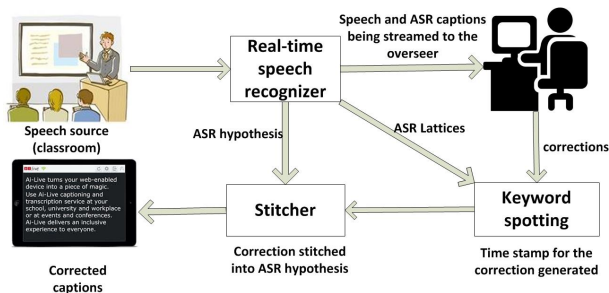 Speech and ASR captions
being streamed to the
overseer
Real-time
speech
recognizer
Speech source
(classroom)
ASR hypothesis
ASR Lattices
corrections
Ai-Live turns your web-enabled
device into a piece of magic.
Use Ai-Live captioning and
transcription service at your
school, university and workplace
or at events and conferences.
Ai-Live delivers an inclusive
experience to everyone.
Stitcher
Keyword
spotting
Correction stitched
into ASR hypothesis
Time stamp for the
correction generated
Corrected
captions